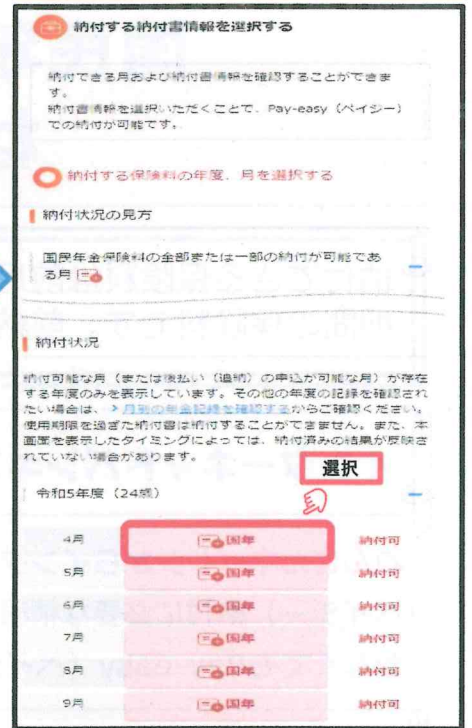 納付する納付書情報を選択する
納付できる月および納付書情報を確認することができま
す。
納付書情報を選択いただくことで、Pay-easy（ペイジー）
での納付が可能です。
納付する保険料の年度、月を選択する
納付状況の見方
国民年金保険料の全部または一部の納付が可能であ
る月
納付状況
納付可能な月（または後払い（追納）の申込が可能な月）が存在
する年度のみを表示しています。その他の年度の記録を確認され
たい場合は、> 月別の年金記録を確認するからご確認ください。
使用期限を過ぎた納付書は納付することができません。また、本
画面を表示したタイミングによっては、納付済みの結果が反映さ
れていない場合があります。
選択
令和5年度（24歳）
4月 国年 納付可
5月 国年 納付可
6月 国年 納付可
7月 国年 納付可
8月 国年 納付可
9月 国年 納付可